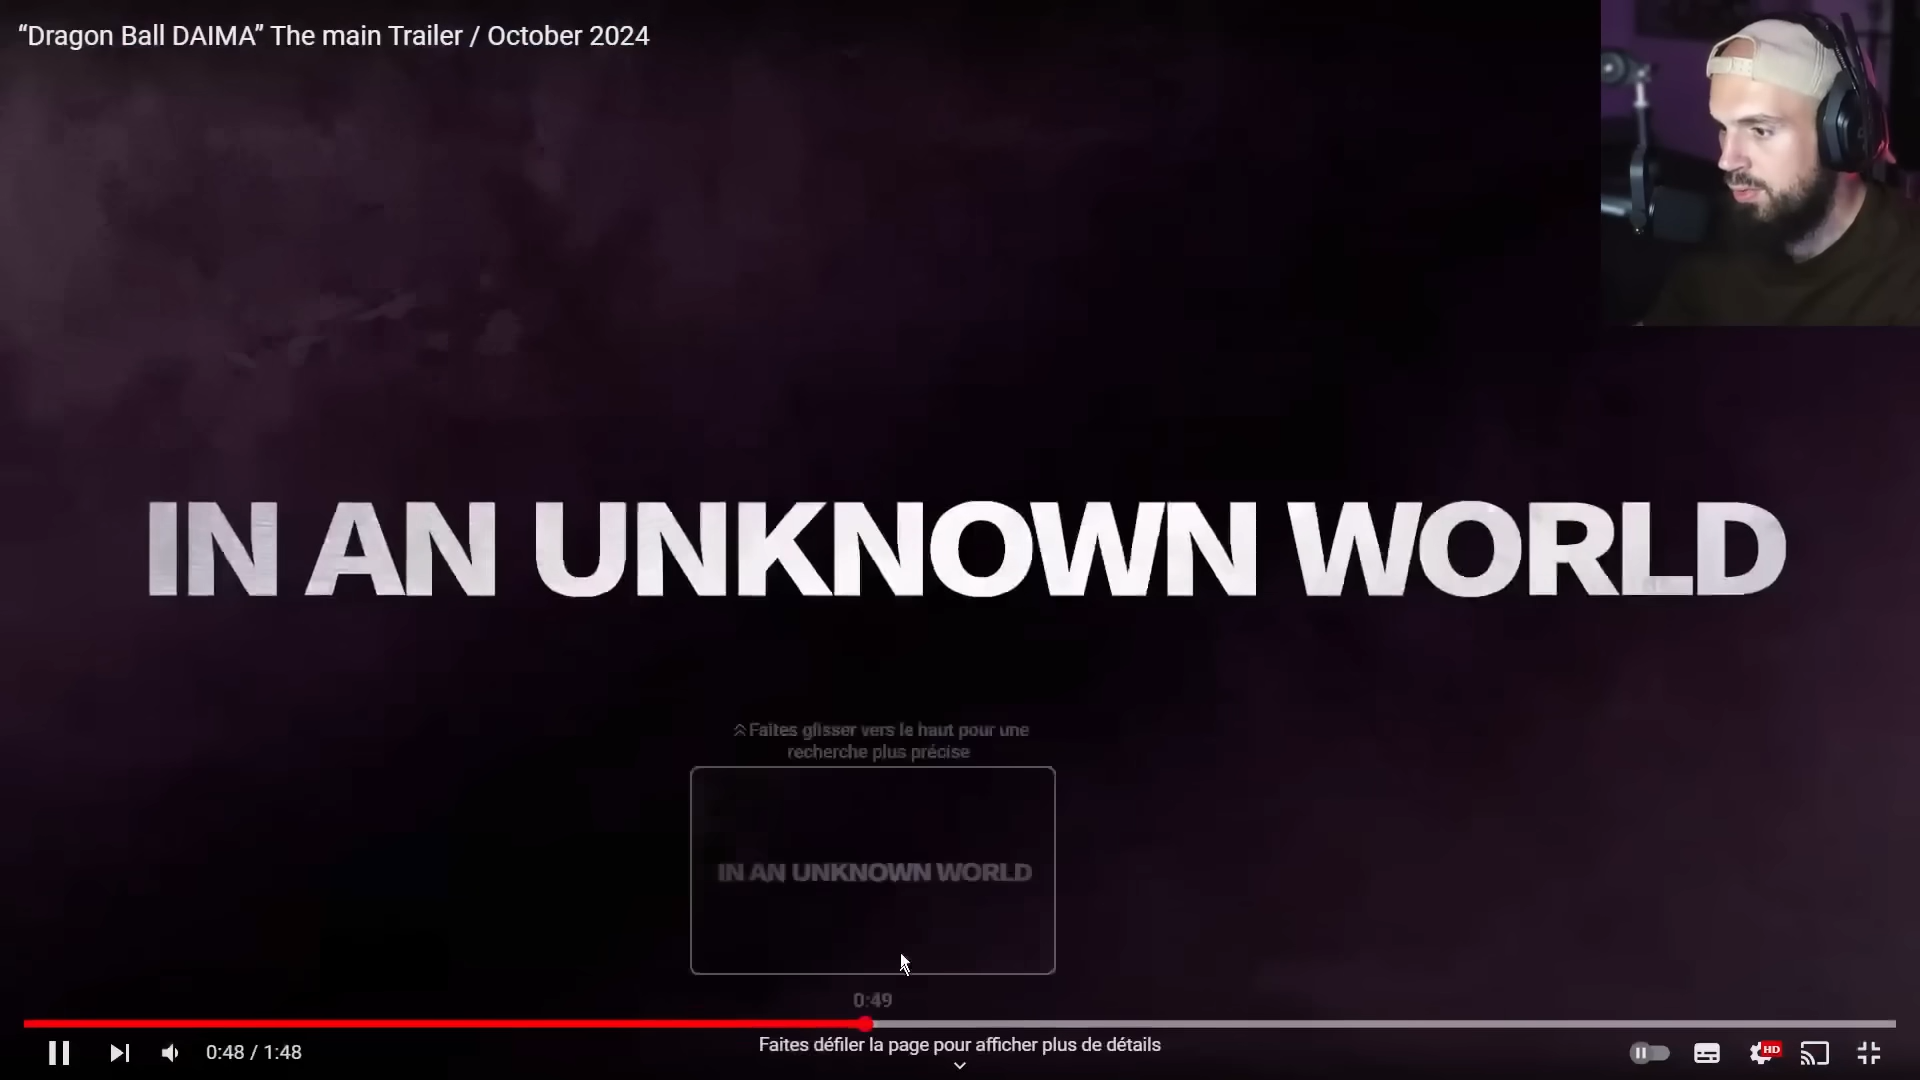 “Dragon Ball DAIMA” The main Trailer / October 2024
IN AN UNKNOWN WORLD
Faites glisser vers le haut pour une
recherche plus précise
IN AN UNKNOWN WORLD
0:49
0:48 / 1:48
Faites défiler la page pour afficher plus de détails
HD